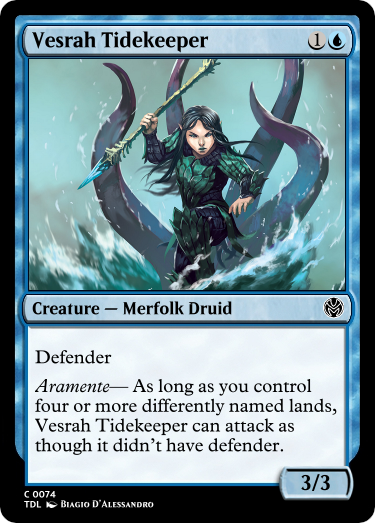 Vesrah Tidekeeper 1
Creature — Merfolk Druid
Defender
Aramente— As long as you control
four or more differently named lands,
Vesrah Tidekeeper can attack as
though it didn't have defender.
3/3
C 0074
TDL Biagio D'Alessandro